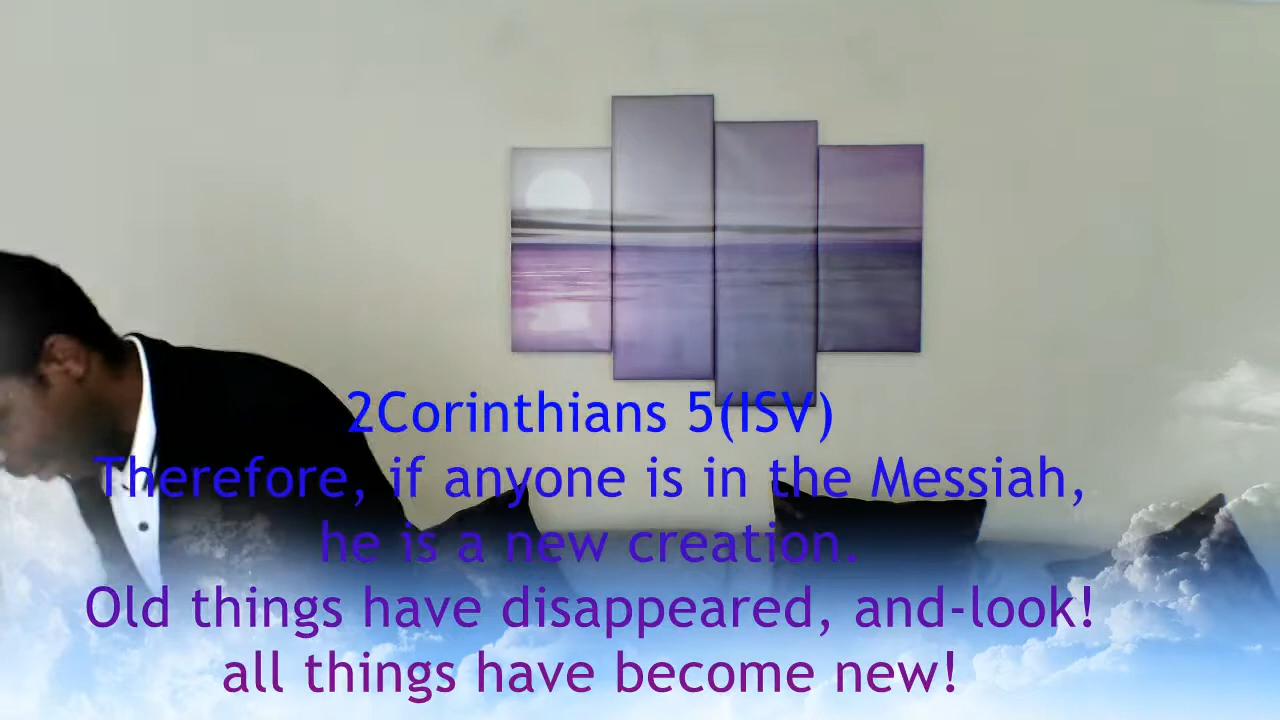 2Corinthians 5(ISV)
Therefore, if anyone is in the Messiah,
he is a new creation.
Old things have disappeared, and-look!
all things have become new!